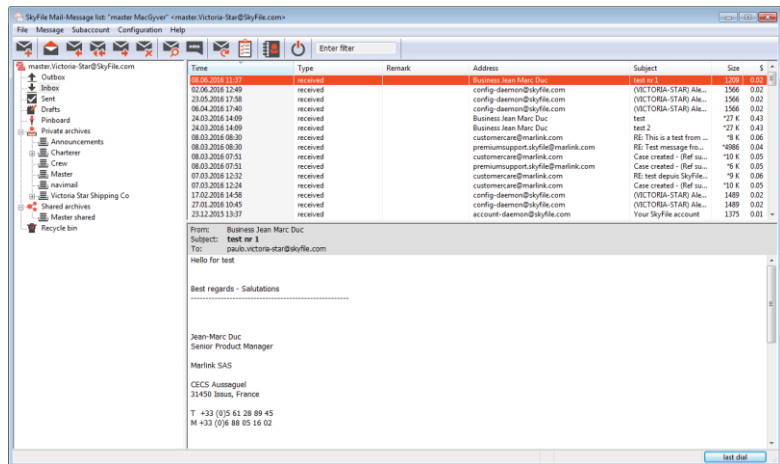 SkyFile Mail-Message list: "master MacGyver" <master.Victoria-Star@SkyFile.com>
File Message Subaccount Configuration Help
Enter filter
master.Victoria-Star@SkyFile.com
Outbox
Inbox
Sent
Drafts
Pinboard
Private archives
Announcements
Charterer
Crew
Master
navimail
Victoria Star Shipping Co
Shared archives
Master shared
Recycle bin
Time Type Remark Address Subject Size $
08.06.2016 11:37 received Business Jean Marc Duc test nr 1 1209 0.02
02.06.2016 12:49 received config-daemon@skyfile.com (VICTORIA-STAR) Ale... 1566 0.02
23.05.2016 17:58 received config-daemon@skyfile.com (VICTORIA-STAR) Ale... 1566 0.02
06.04.2016 17:40 received config-daemon@skyfile.com (VICTORIA-STAR) Ale... 1566 0.02
24.03.2016 14:09 received Business Jean Marc Duc test *27 K 0.43
24.03.2016 14:09 received Business Jean Marc Duc test 2 *27 K 0.43
08.03.2016 08:30 received customercare@marlink.com RE: This is a test from ... *8 K 0.06
08.03.2016 08:30 received premiumsupport.skyfile@marlink.com RE: Test message fro... *4986 0.04
08.03.2016 07:51 received customercare@marlink.com Case created - (Ref su... *10 K 0.05
08.03.2016 07:51 received premiumsupport.skyfile@marlink.com Case created - (Ref su... *6 K 0.04
07.03.2016 12:32 received customercare@marlink.com RE: test depuis SkyFile... *9 K 0.06
07.03.2016 12:24 received customercare@marlink.com Case created - (Ref su... *10 K 0.05
17.02.2016 14:58 received config-daemon@skyfile.com (VICTORIA-STAR) Ale... 1489 0.02
27.01.2016 10:45 received config-daemon@skyfile.com (VICTORIA-STAR) Ale... 1489 0.02
23.12.2015 13:37 received account-daemon@skyfile.com Your SkyFile account 1375 0.01
From: Business Jean Marc Duc
Subject: test nr 1
To: paulo.victoria-star@skyfile.com
Hello for test
Best regards - Salutations
------------------------------------------------------
Jean-Marc Duc
Senior Product Manager
Marlink SAS
CECS Aussaguel
31450 Issus, France
T +33 (0)5 61 28 89 45
M +33 (0)6 88 05 16 02
last dial